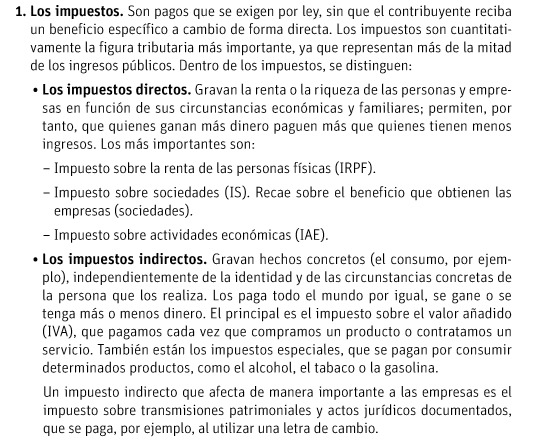 1. Los impuestos. Son pagos que se exigen por ley, sin que el contribuyente reciba
un beneficio específico a cambio de forma directa. Los impuestos son cuantitati-
vamente la figura tributaria más importante, ya que representan más de la mitad
de los ingresos públicos. Dentro de los impuestos, se distinguen:
• Los impuestos directos. Gravan la renta o la riqueza de las personas y empre-
sas en función de sus circunstancias económicas y familiares; permiten, por
tanto, que quienes ganan más dinero paguen más que quienes tienen menos
ingresos. Los más importantes son:
– Impuesto sobre la renta de las personas físicas (IRPF).
– Impuesto sobre sociedades (IS). Recae sobre el beneficio que obtienen las
empresas (sociedades).
– Impuesto sobre actividades económicas (IAE).
• Los impuestos indirectos. Gravan hechos concretos (el consumo, por ejem-
plo), independientemente de la identidad y de las circunstancias concretas de
la persona que los realiza. Los paga todo el mundo por igual, se gane o se
tenga más o menos dinero. El principal es el impuesto sobre el valor añadido
(IVA), que pagamos cada vez que compramos un producto o contratamos un
servicio. También están los impuestos especiales, que se pagan por consumir
determinados productos, como el alcohol, el tabaco o la gasolina.
Un impuesto indirecto que afecta de manera importante a las empresas es el
impuesto sobre transmisiones patrimoniales y actos jurídicos documentados,
que se paga, por ejemplo, al utilizar una letra de cambio.